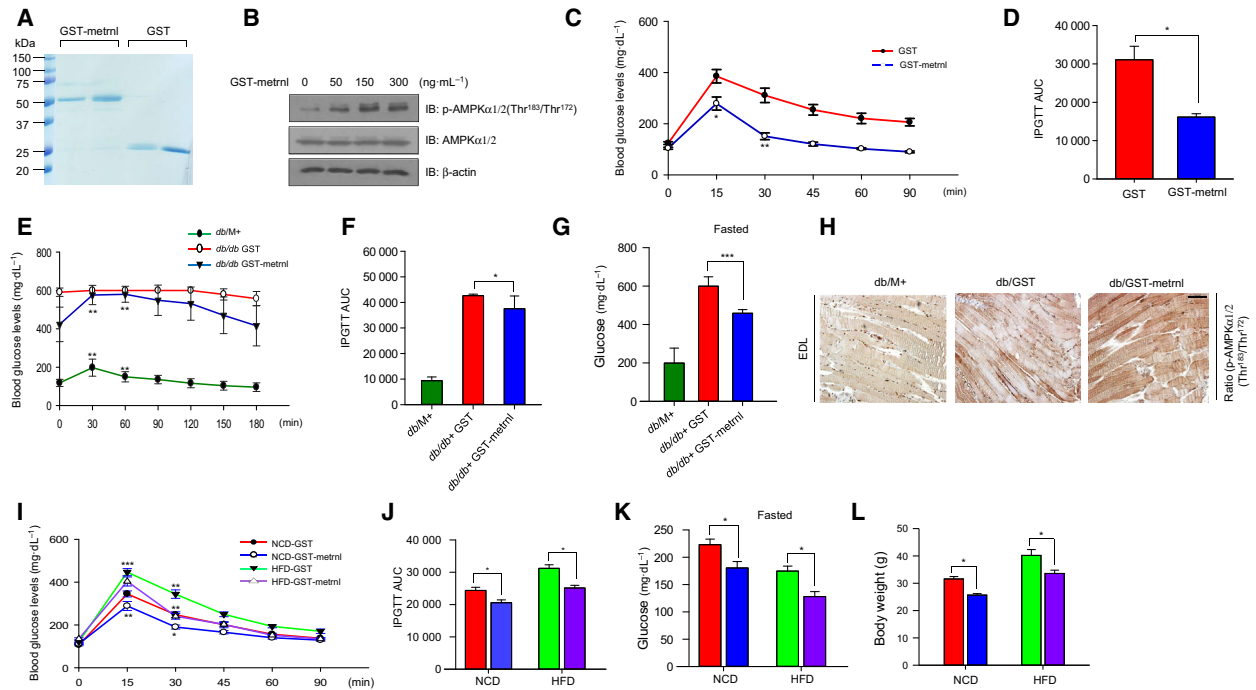 A
GST-metrnl GST
kDa
150
100
75
50
37
25
20
B
GST-metrnl 0 50 150 300 (ng·mL⁻¹)
IB: p-AMPKα1/2(Thr¹⁸³/Thr¹⁷²)
IB: AMPKα1/2
IB: β-actin
C
Blood glucose levels (mg·dL⁻¹)
600
400
200
0
GST
GST-metrnl
*
**
0 15 30 45 60 90 (min)
D
IPGTT AUC
40 000
30 000
20 000
10 000
0
*
GST GST-metrnl
E
Blood glucose levels (mg·dL⁻¹)
db/M+
db/db GST
db/db GST-metrnl
800
600
400
200
0
** **
** **
0 30 60 90 120 150 180 (min)
F
IPGTT AUC
60 000
50 000
40 000
30 000
20 000
10 000
0
*
db/M+
db/db+ GST
db/db+ GST-metrnl
G
Fasted
Glucose (mg·dL⁻¹)
800
600
400
200
0
***
db/M+
db/db+ GST
db/db+ GST-metrnl
H
db/M+ db/GST db/GST-metrnl
EDL
Ratio (p-AMPKα1/2
(Thr¹⁸³/Thr¹⁷²)
I
Blood glucose levels (mg·dL⁻¹)
NCD-GST
NCD-GST-metrnl
HFD-GST
HFD-GST-metrnl
600
400
200
0
***
**
**
**
*
0 15 30 45 60 90 (min)
J
IPGTT AUC
40 000
30 000
20 000
10 000
0
*
*
NCD HFD
K
Fasted
Glucose (mg·dL⁻¹)
250
200
150
100
50
0
*
*
NCD HFD
L
Body weight (g)
50
40
30
20
10
0
*
*
NCD HFD